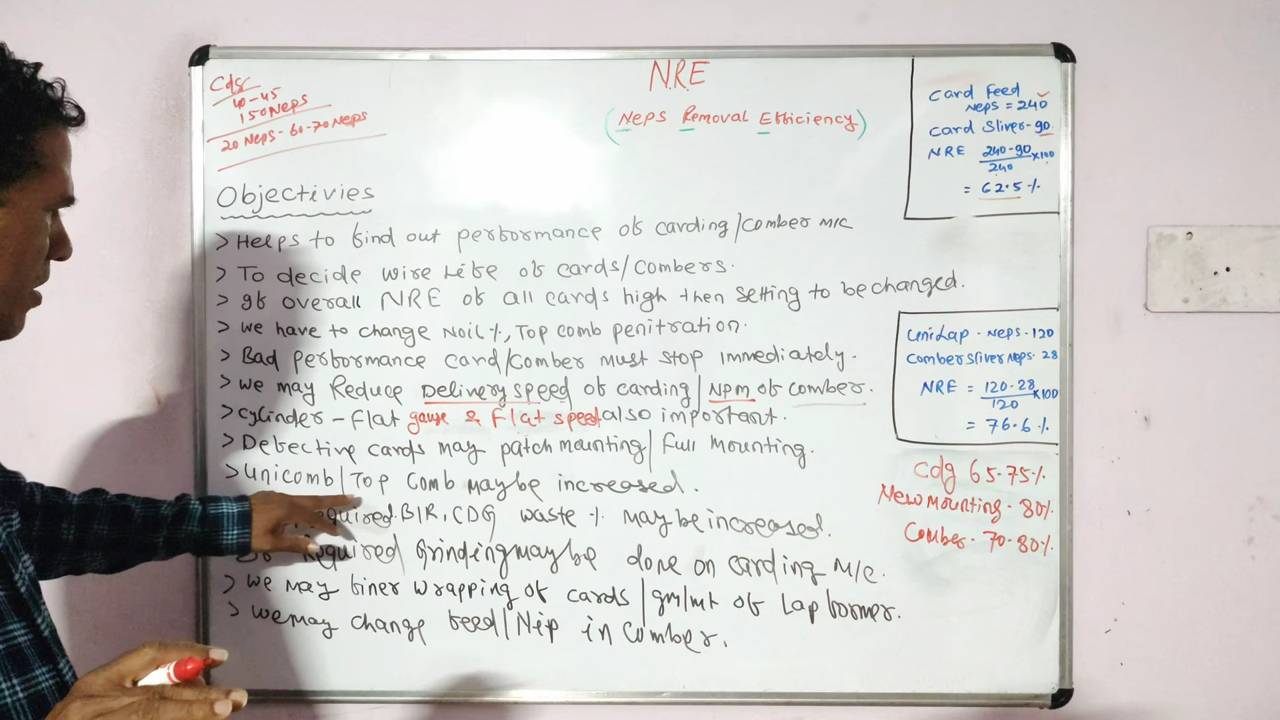 Cdg
40-45
150 Neps
20 Neps - 60-70 Neps
NRE
(Neps Removal Efficiency)
Card Feed
Neps = 240
Card Sliver - 90
NRE 240-90/240 x100
= 62.5 %
Objectivies
> Helps to find out performance of carding/Comber M/C
> To decide wire Life of cards/Combers.
> If overall NRE of all cards high then Setting to be changed.
> We have to change Noil %, Top comb penitration.
> Bad performance card/Comber must stop immediately.
> We may Reduce Delivery speed of carding/NPM of comber.
> Cylinder - Flat gauge & Flat speed also important.
> Defective cards may patch mounting/Full Mounting.
> Unicomb/Top Comb may be increased.
required B/R, CDG waste % may be increased.
required Grinding may be done on carding M/c.
> We may finer wrapping of cards/gm/mt of Lap former.
> We may change feed/Nip in Comber.
UniLap - Neps - 120
Comber Sliver Neps - 28
NRE = 120-28/120 x100
= 76.6 %
Cdg 65-75%
New Mounting - 80%
Comber - 70-80%